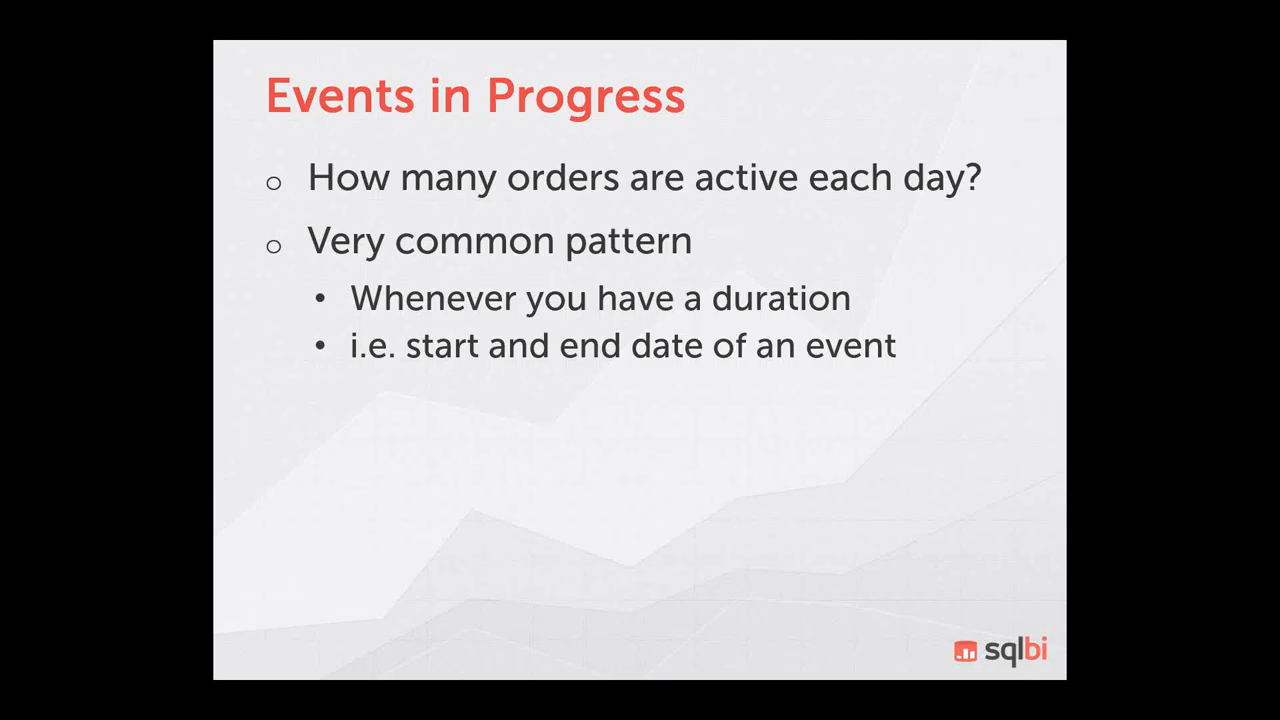 Events in Progress
How many orders are active each day?
Very common pattern
• Whenever you have a duration
• i.e. start and end date of an event
sqlbi